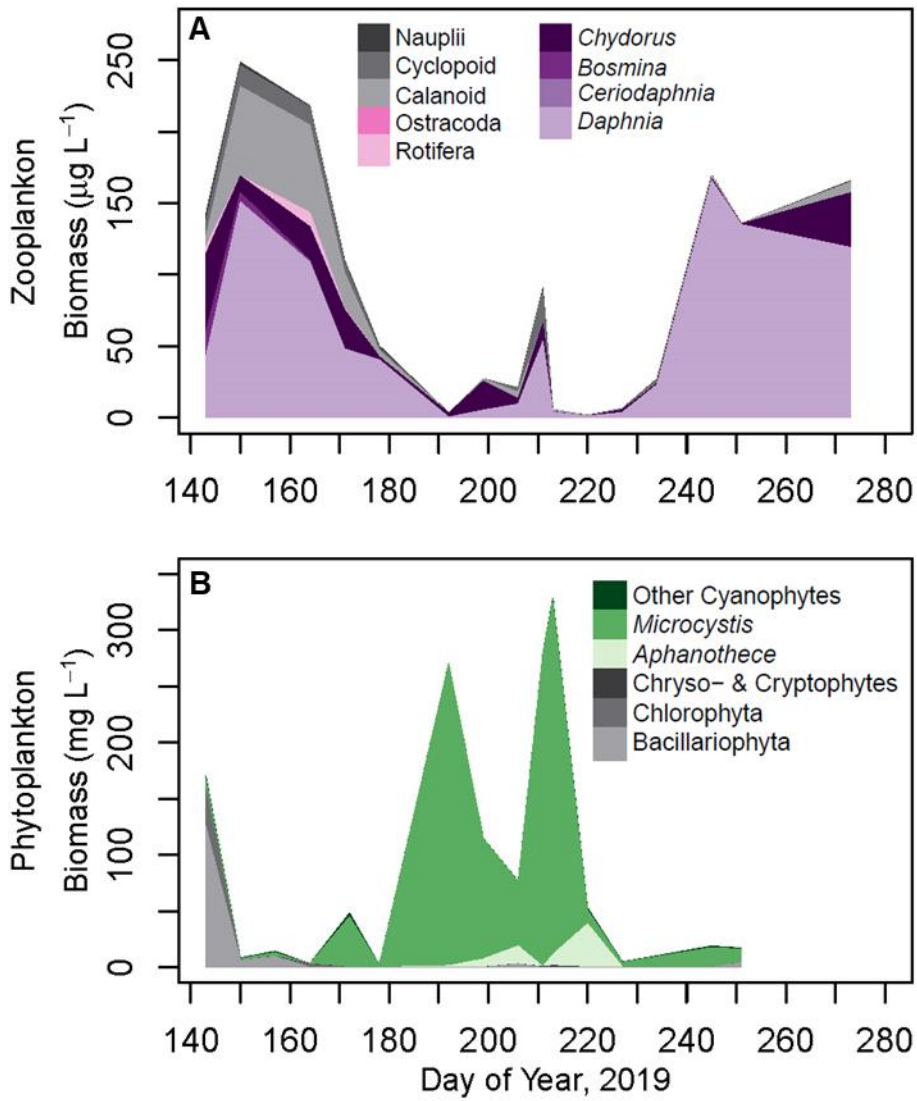 A
Zooplankon
Biomass (μg L⁻¹)
250
150
50
0
Nauplii
Cyclopoid
Calanoid
Ostracoda
Rotifera
Chydorus
Bosmina
Ceriodaphnia
Daphnia
140 160 180 200 220 240 260 280
B
Phytoplankton
Biomass (mg L⁻¹)
300
200
100
0
Other Cyanophytes
Microcystis
Aphanothece
Chryso− & Cryptophytes
Chlorophyta
Bacillariophyta
140 160 180 200 220 240 260 280
Day of Year, 2019